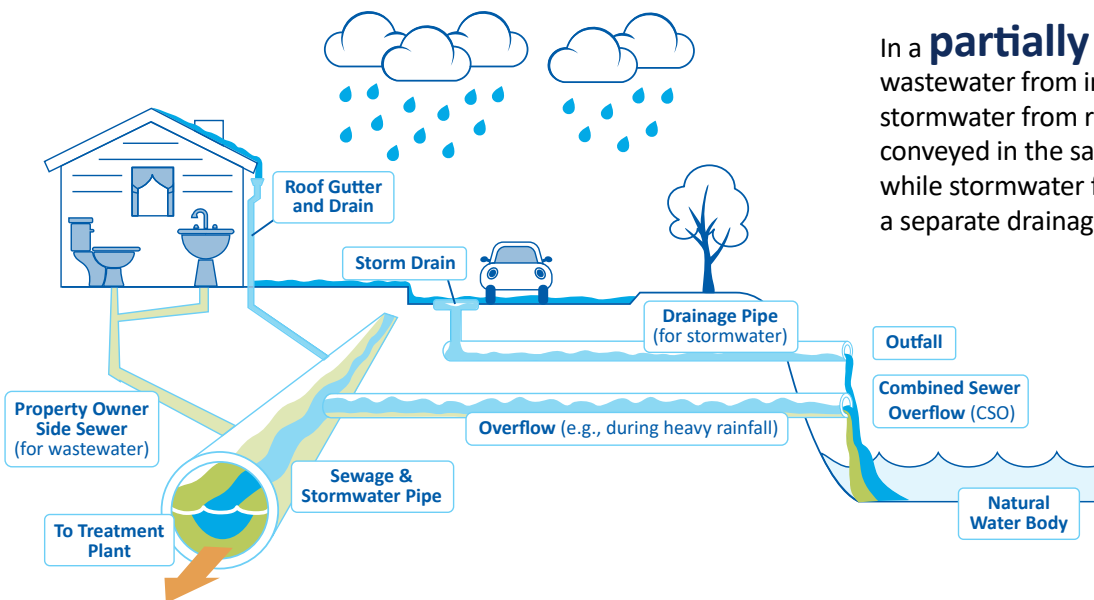 In a partially
wastewater from
stormwater from
conveyed in the
while stormwater
a separate
Roof Gutter
and Drain
Storm Drain
Drainage Pipe
(for stormwater)
Outfall
Combined Sewer
Overflow (CSO)
Property Owner
Side Sewer
(for wastewater)
Overflow (e.g., during heavy rainfall)
Sewage &
Stormwater Pipe
Natural
Water Body
To Treatment
Plant